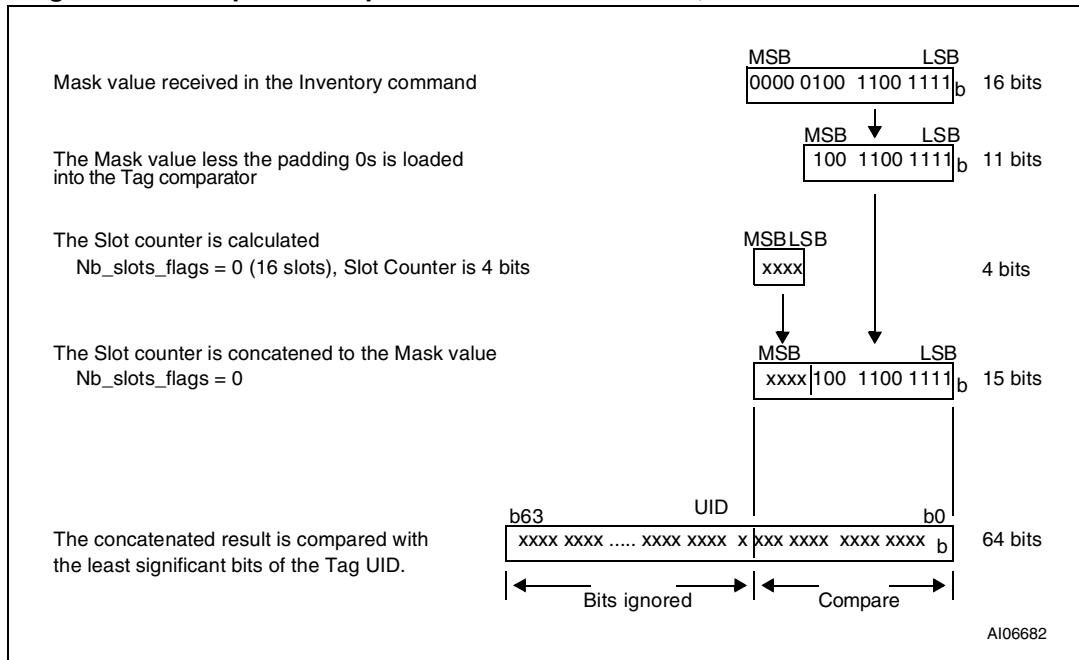 MSB LSB
Mask value received in the Inventory command 0000 0100 1100 1111 b 16 bits
MSB LSB
The Mask value less the padding 0s is loaded
into the Tag comparator
100 1100 1111 b 11 bits
The Slot counter is calculated MSB LSB
Nb_slots_flags = 0 (16 slots), Slot Counter is 4 bits xxxx 4 bits
The Slot counter is concatened to the Mask value MSB LSB
Nb_slots_flags = 0 xxxx 100 1100 1111 b 15 bits
UID
b63 b0
The concatenated result is compared with xxxx xxxx ..... xxxx xxxx x xxx xxxx xxxx xxxx b 64 bits
the least significant bits of the Tag UID.
Bits ignored Compare
AI06682